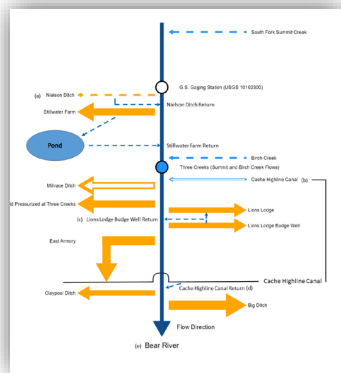 South Fork Summit Creek
G.S. Gaging Station (USGS 10102300)
(a) Nielson Ditch
Nielson Ditch Return
Stillwater Farm
Pond
Stillwater Farm Return
Birch Creek
Three Creeks (Summit and Birch Creek Flows)
Cache Highline Canal (b)
Millrace Ditch
t Pressurized at Three Creeks
Lions Lodge
(c) Lions Lodge Budge Well Return
Lions Lodge Budge Well
East Armory
Cache Highline Canal
Cache Highline Canal Return (d)
Claypool Ditch
Big Ditch
Flow Direction
(e) Bear River